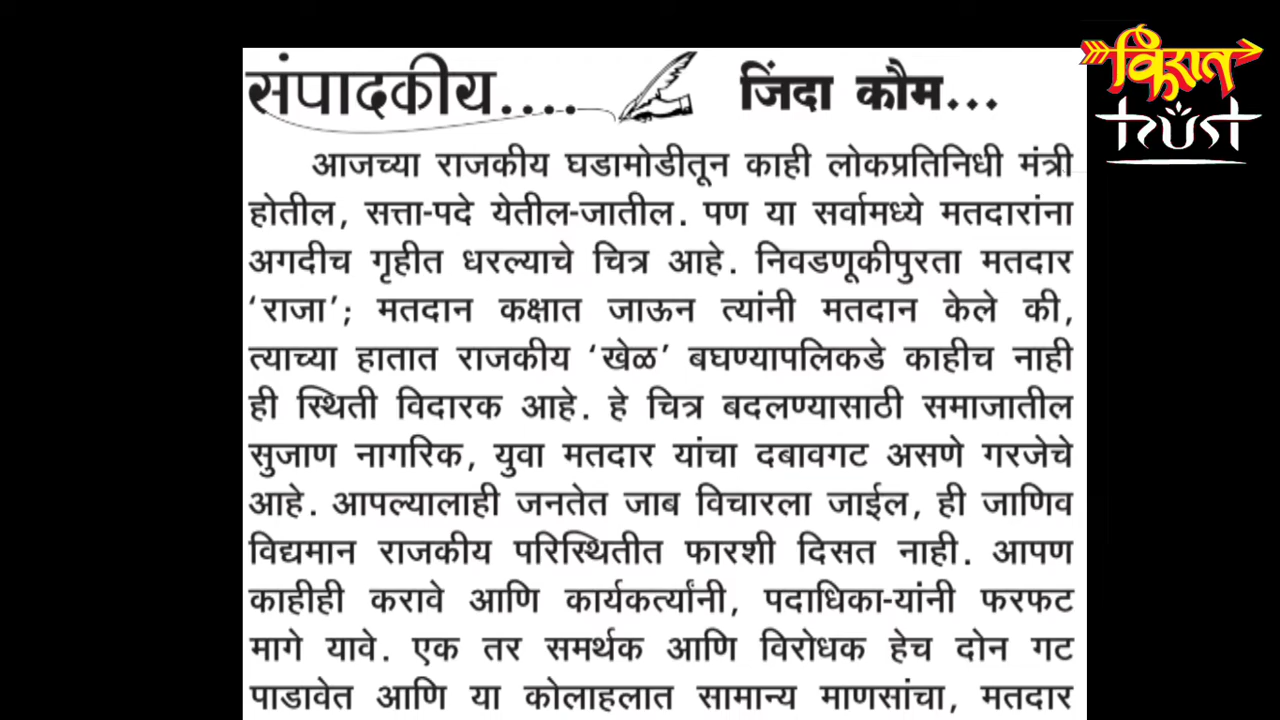 संपादकीय.... जिंदा कौम...
किरात
trust
आजच्या राजकीय घडामोडीतून काही लोकप्रतिनिधी मंत्री
होतील, सत्ता-पदे येतील-जातील. पण या सर्वामध्ये मतदारांना
अगदीच गृहीत धरल्याचे चित्र आहे. निवडणूकीपुरता मतदार
‘राजा’; मतदान कक्षात जाऊन त्यांनी मतदान केले की,
त्याच्या हातात राजकीय ‘खेळ’ बघण्यापलिकडे काहीच नाही
ही स्थिती विदारक आहे. हे चित्र बदलण्यासाठी समाजातील
सुजाण नागरिक, युवा मतदार यांचा दबावगट असणे गरजेचे
आहे. आपल्यालाही जनतेत जाब विचारला जाईल, ही जाणिव
विद्यमान राजकीय परिस्थितीत फारशी दिसत नाही. आपण
काहीही करावे आणि कार्यकर्त्यांनी, पदाधिका-यांनी फरफट
मागे यावे. एक तर समर्थक आणि विरोधक हेच दोन गट
पाडावेत आणि या कोलाहलात सामान्य माणसांचा, मतदार